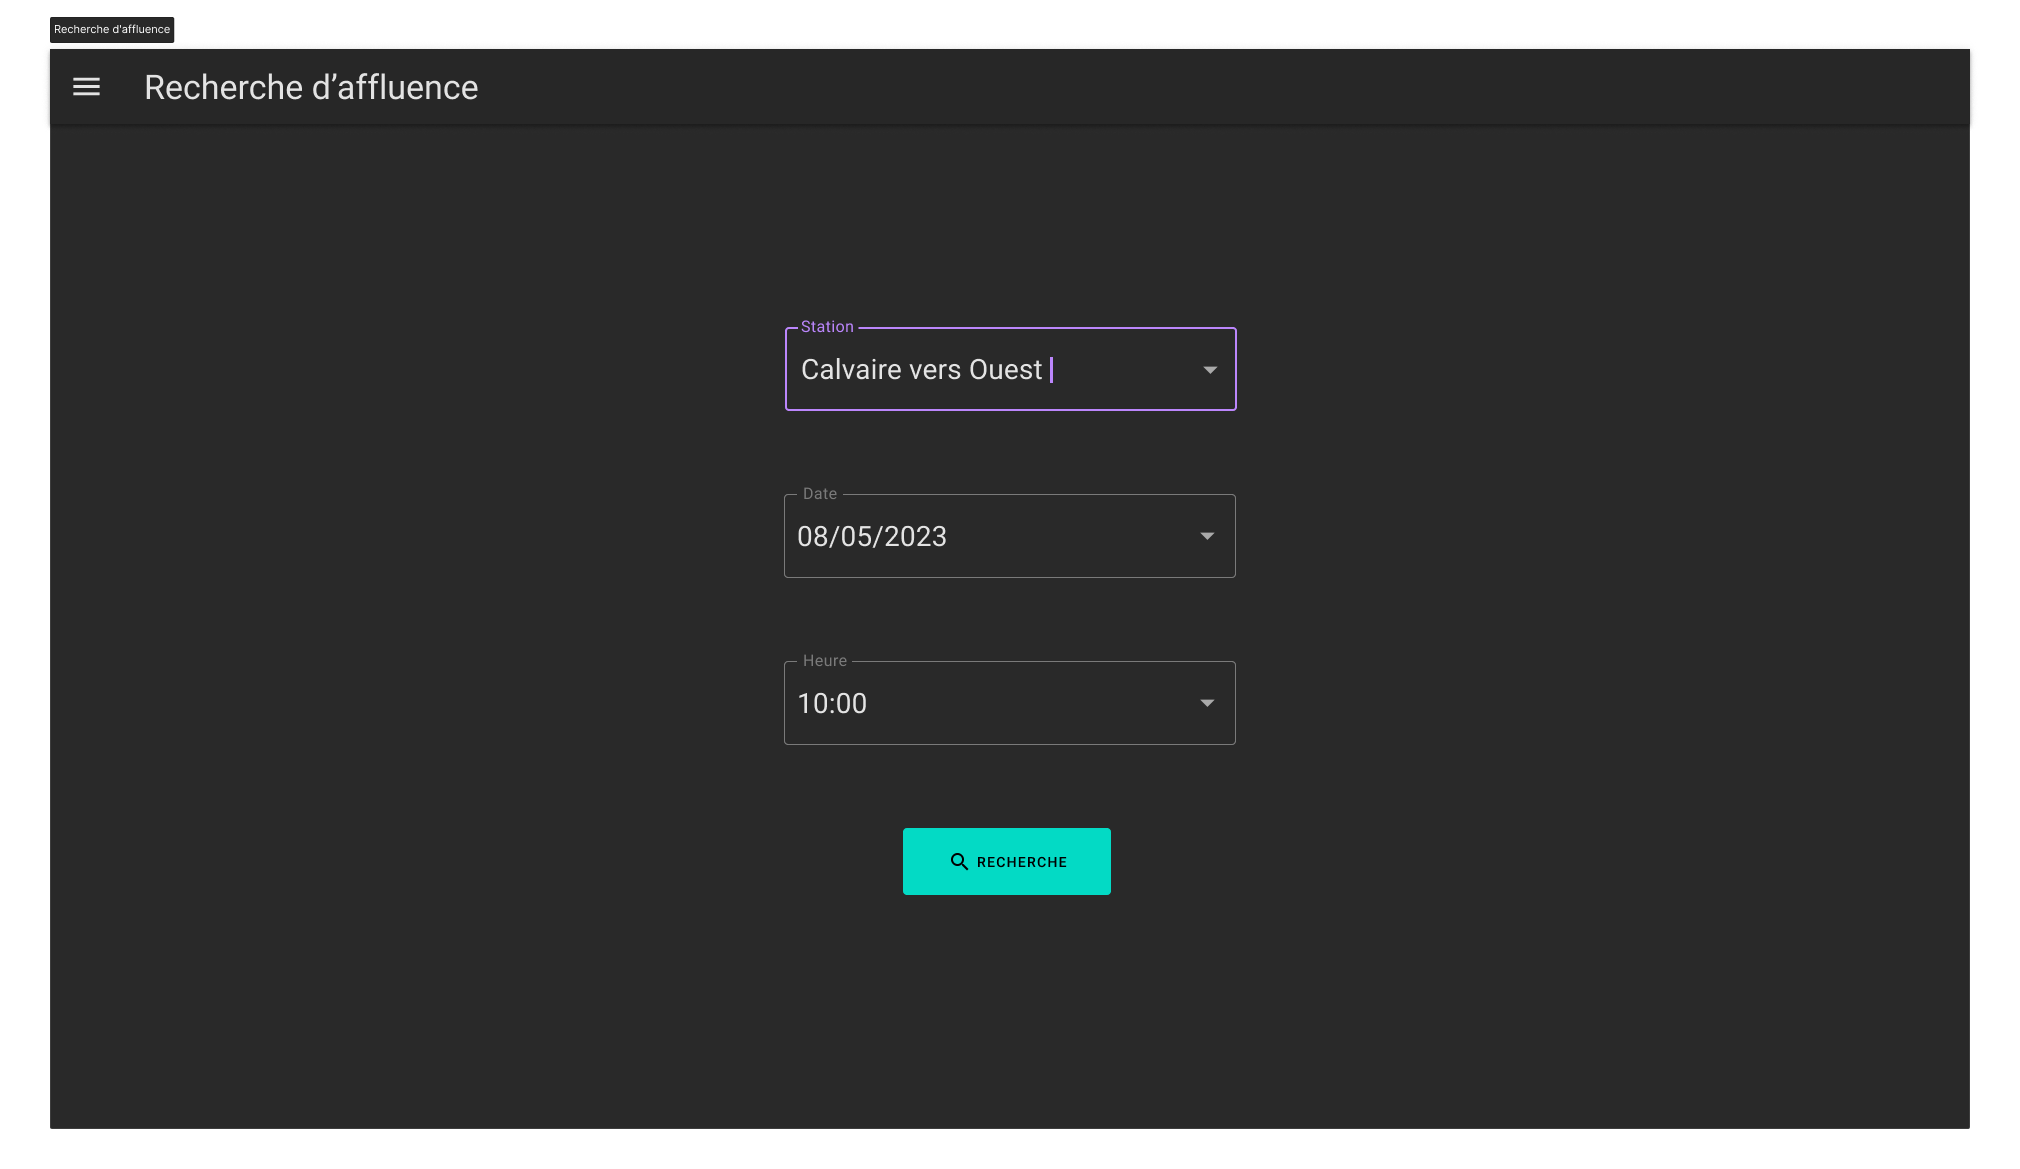 Recherche d'affluence
Recherche d’affluence
Station
Calvaire vers Ouest
Date
08/05/2023
Heure
10:00
RECHERCHE